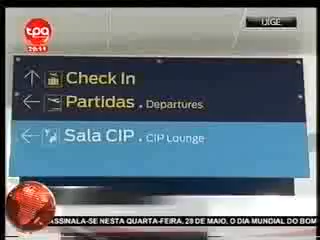 tpa
20:11
UÍGE
Check In
Partidas . Departures
Sala CIP . CIP Lounge
ASSINALA-SE NESTA QUARTA-FEIRA, 28 DE MAIO, O DIA MUNDIAL DO BOM